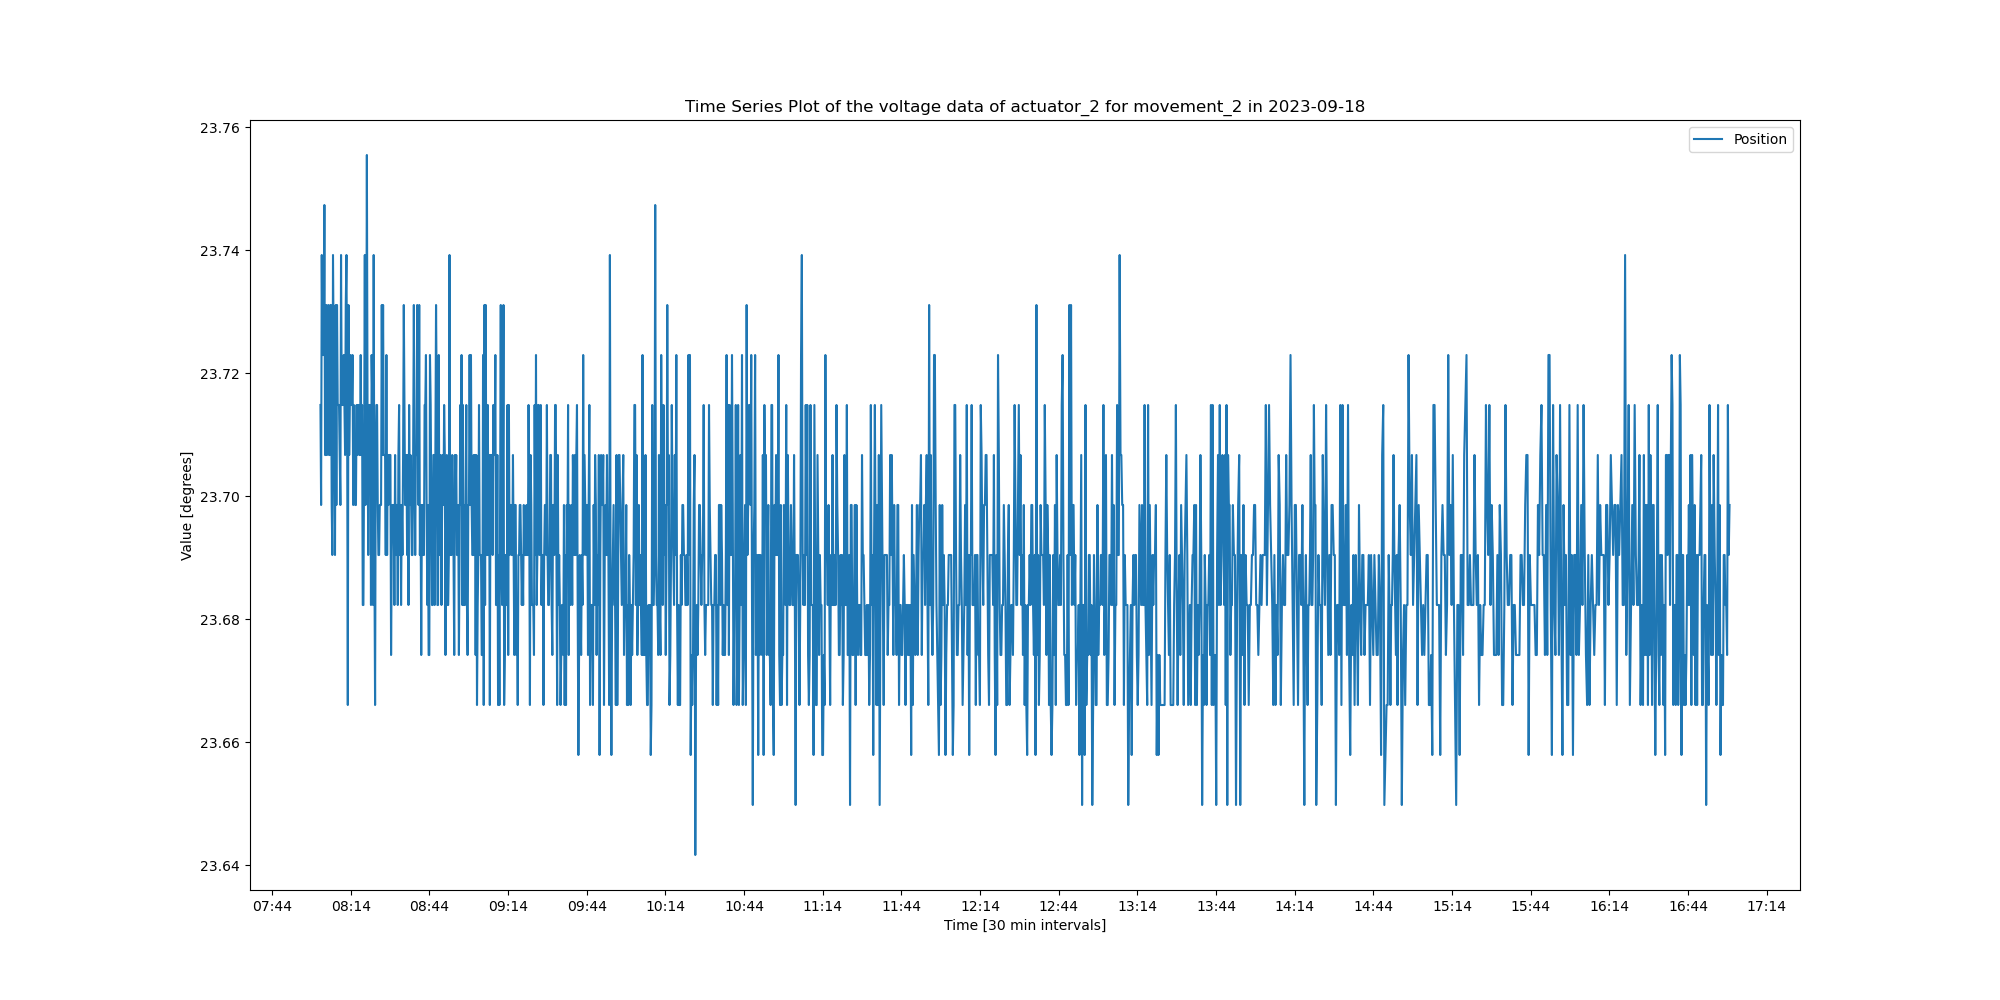 Time Series Plot of the voltage data of actuator_2 for movement_2 in 2023-09-18
Position
23.76
23.74
23.72
23.70
23.68
23.66
23.64
Value [degrees]
07:44 08:14 08:44 09:14 09:44 10:14 10:44 11:14 11:44 12:14 12:44 13:14 13:44 14:14 14:44 15:14 15:44 16:14 16:44 17:14
Time [30 min intervals]